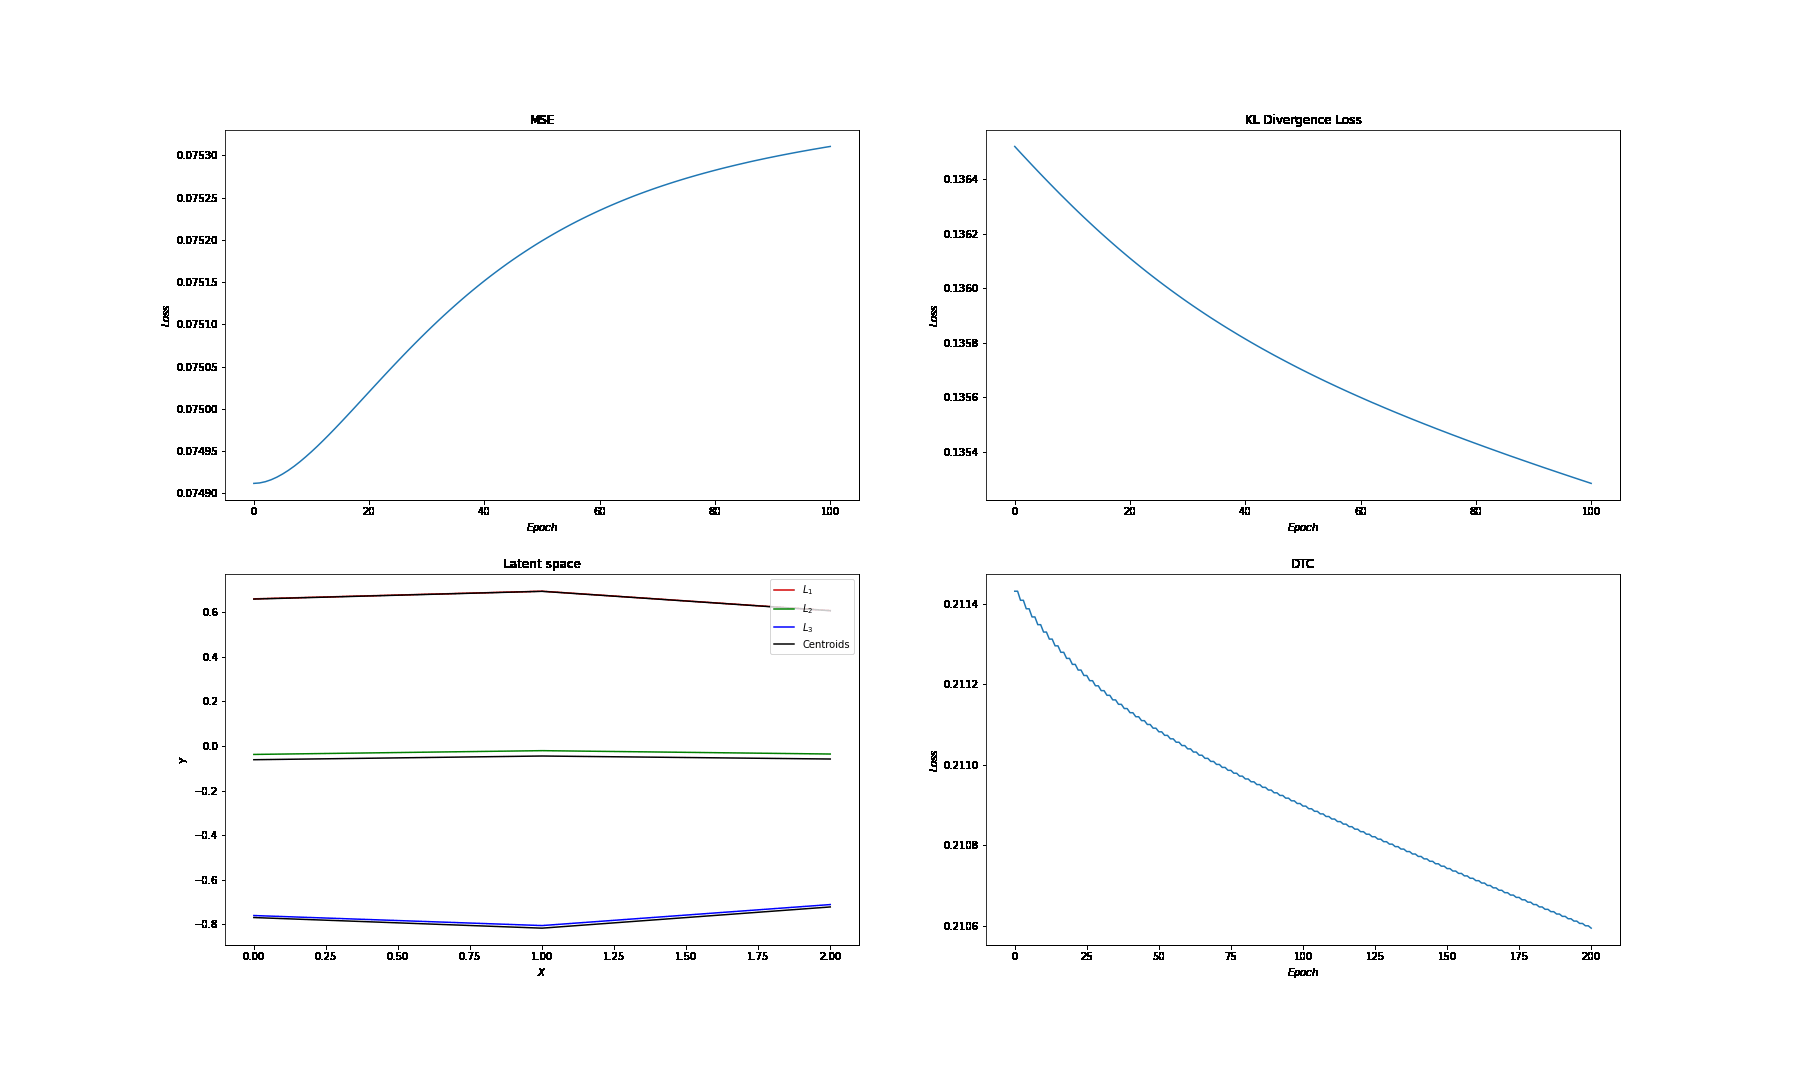 MSE
0.07530
0.07525
0.07520
0.07515
0.07510
0.07505
0.07500
0.07495
0.07490
Loss
0 20 40 60 80 100
Epoch
KL Divergence Loss
0.1364
0.1362
0.1360
0.1358
0.1356
0.1354
Loss
0 20 40 60 80 100
Epoch
Latent space
0.6
0.4
0.2
0.0
−0.2
−0.4
−0.6
−0.8
Y
L₁
L₂
L₃
Centroids
0.00 0.25 0.50 0.75 1.00 1.25 1.50 1.75 2.00
X
DTC
0.2114
0.2112
0.2110
0.2108
0.2106
Loss
0 25 50 75 100 125 150 175 200
Epoch